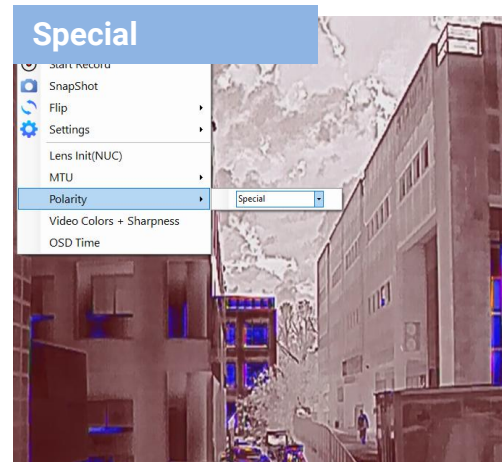 Special
Start Record
SnapShot
Flip
Settings
Lens Init(NUC)
MTU
Polarity
Special
Video Colors + Sharpness
OSD Time